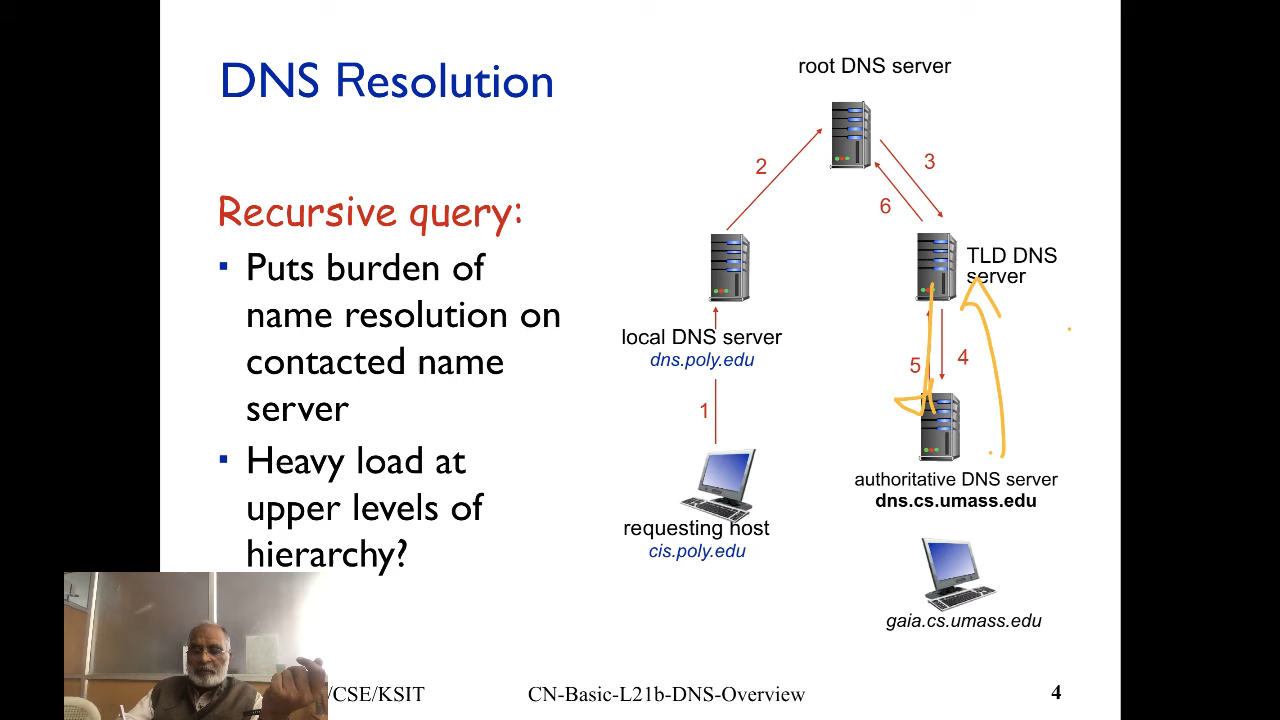 DNS Resolution
Recursive query:
Puts burden of
name resolution on
contacted name
server
Heavy load at
upper levels of
hierarchy?
root DNS server
2
3
6
TLD DNS
server
local DNS server
dns.poly.edu
5
4
1
authoritative DNS server
dns.cs.umass.edu
requesting host
cis.poly.edu
gaia.cs.umass.edu
/CSE/KSIT
CN-Basic-L21b-DNS-Overview
4